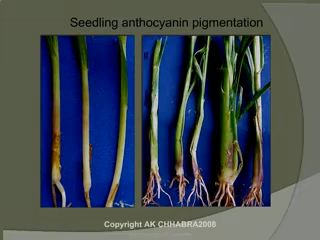 Seedling anthocyanin pigmentation
Copyright AK CHHABRA2008